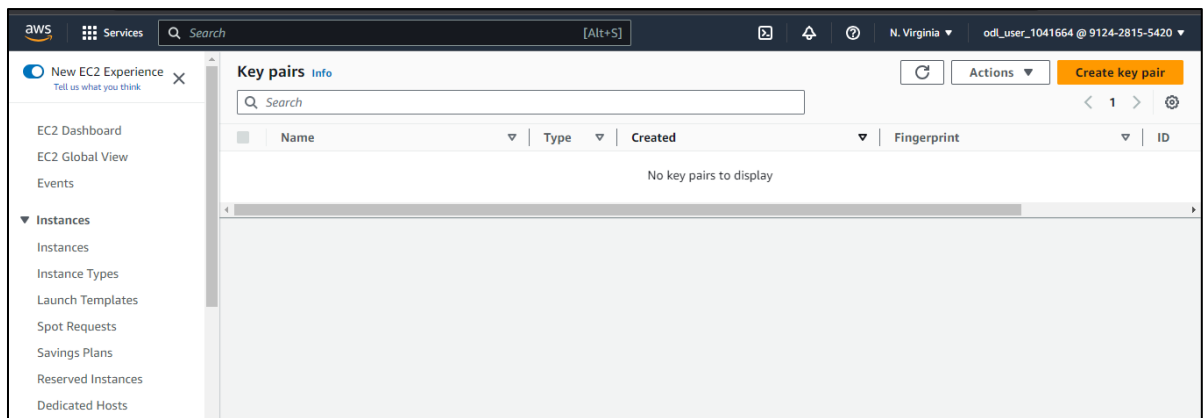 aws Services Search [Alt+S] N. Virginia odl_user_1041664 @ 9124-2815-5420
New EC2 Experience
Tell us what you think
EC2 Dashboard
EC2 Global View
Events
Instances
Instances
Instance Types
Launch Templates
Spot Requests
Savings Plans
Reserved Instances
Dedicated Hosts
Key pairs Info Actions Create key pair
Search 1
Name Type Created Fingerprint ID
No key pairs to display